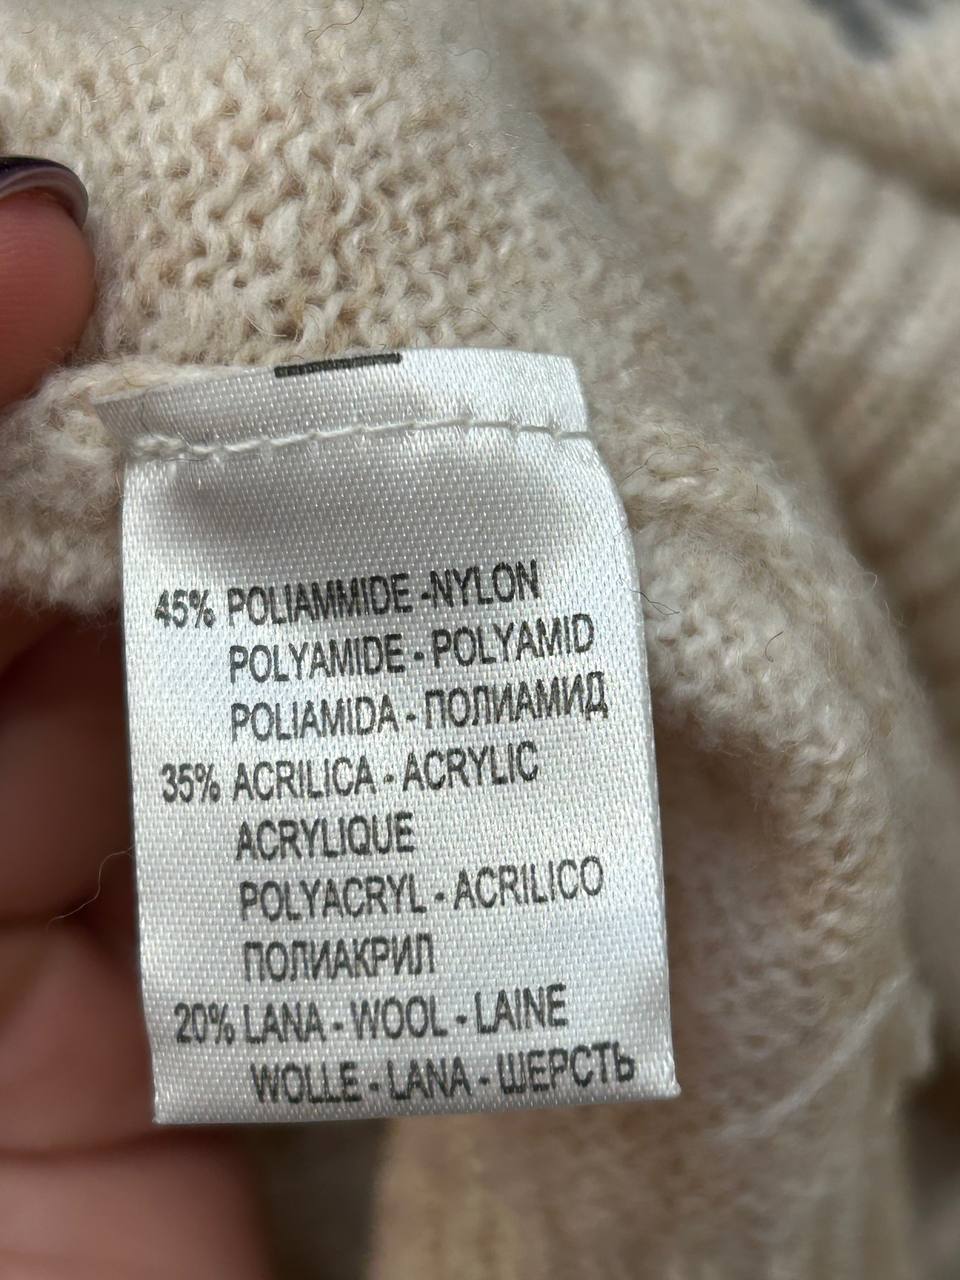 45% POLIAMMIDE -NYLON
POLYAMIDE - POLYAMID
POLIAMIDA - ПОЛИАМИД
35% ACRILICA - ACRYLIC
ACRYLIQUE
POLYACRYL - ACRILICO
ПОЛИАКРИЛ
20% LANA - WOOL - LAINE
WOLLE - LANA - ШЕРСТЬ